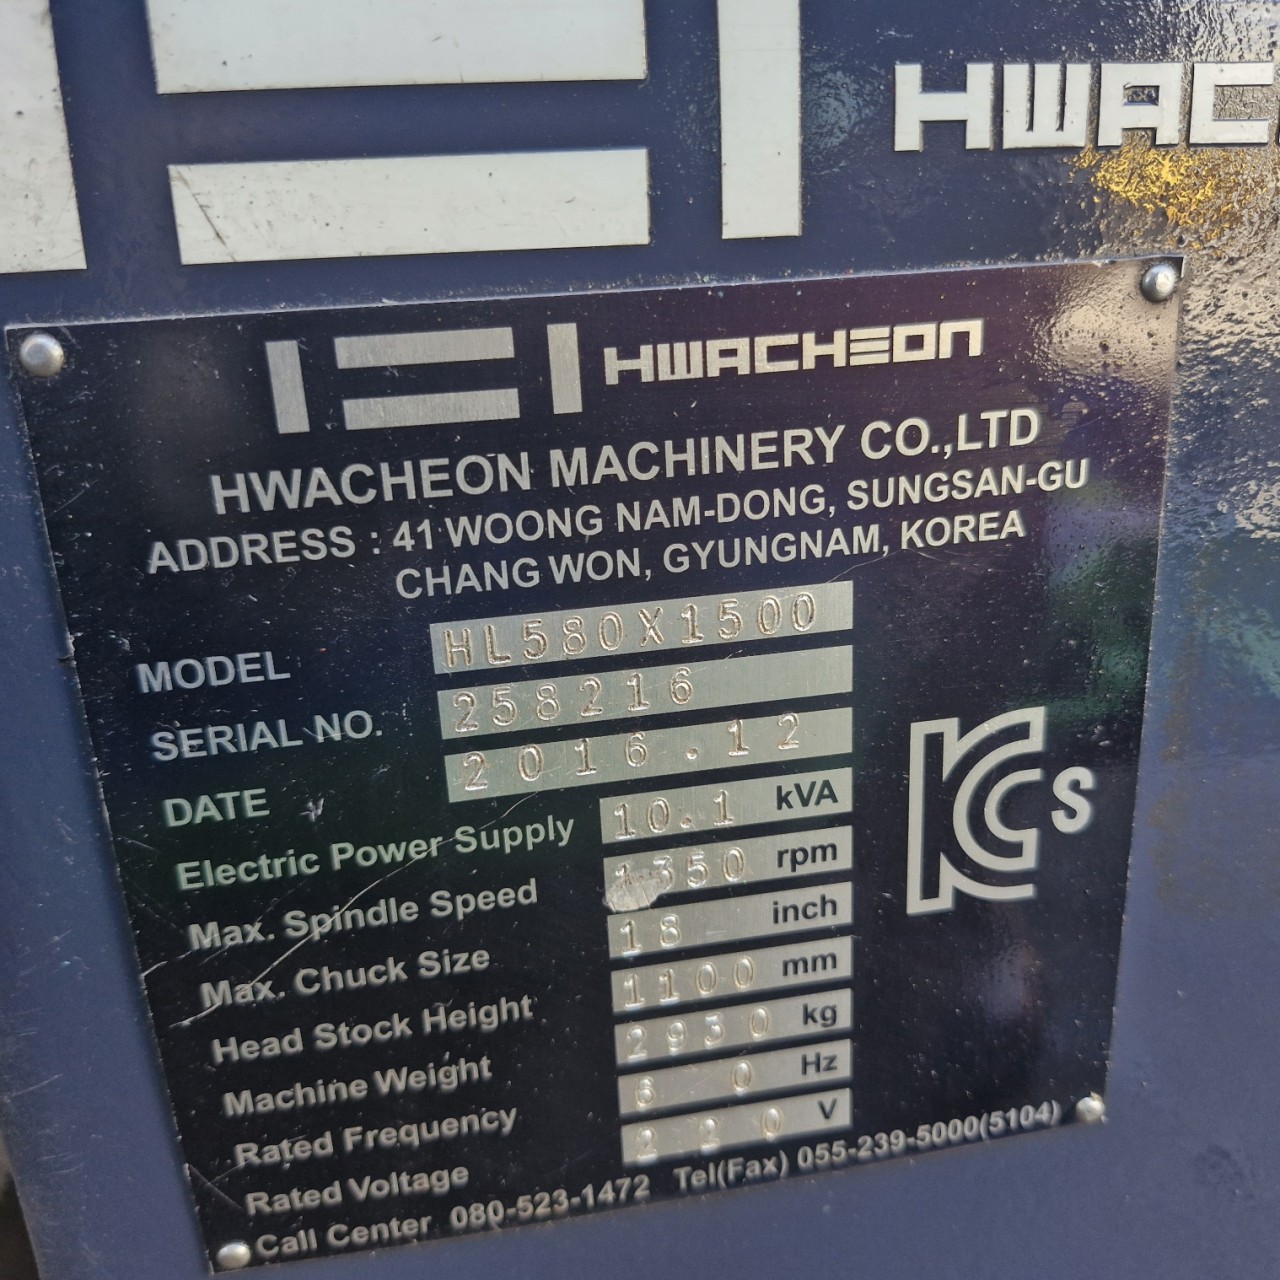 HWAC
HWACHEON
HWACHEON MACHINERY CO.,LTD
ADDRESS : 41 WOONG NAM-DONG, SUNGSAN-GU
CHANG WON, GYUNGNAM, KOREA
MODEL HL580X1500
SERIAL NO. 258216
DATE 2016.12
Electric Power Supply 10.1 kVA
Max. Spindle Speed 1350 rpm
Max. Chuck Size 18 inch
Head Stock Height 1100 mm
Machine Weight 2930 kg
Rated Frequency 60 Hz
Rated Voltage 220 V
Call Center 080-523-1472 Tel(Fax) 055-239-5000(5104)
KCs